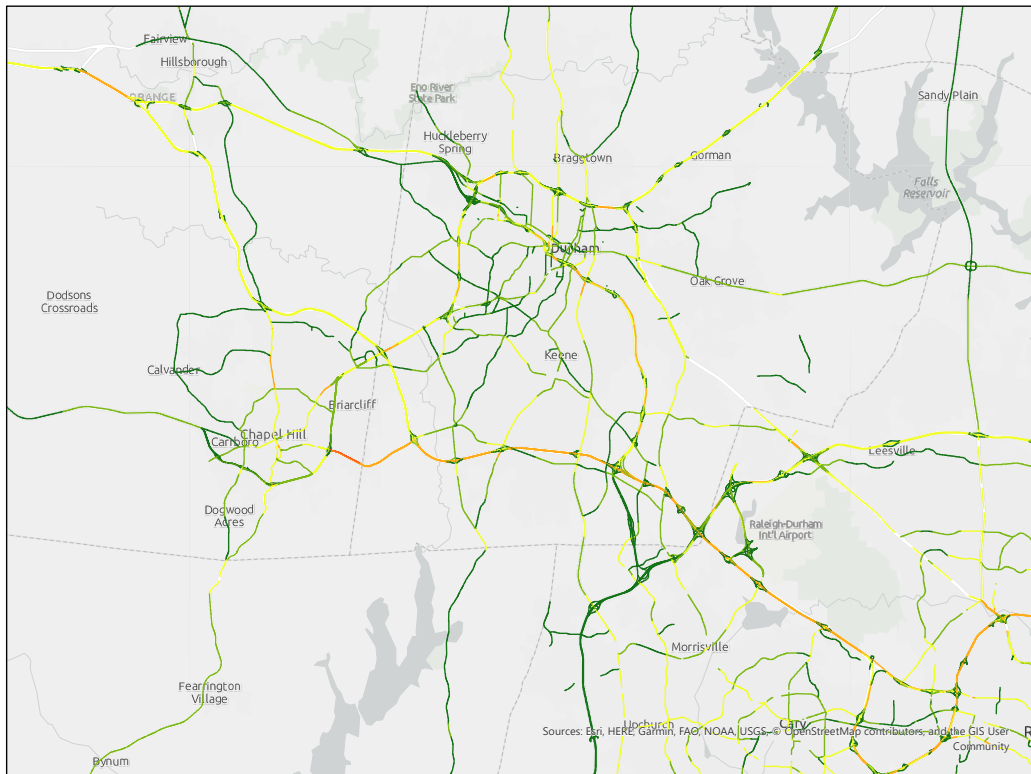 Fairview
Hillsborough
ORANGE
Eno River
State Park
Sandy Plain
Huckleberry
Spring
Bragtown
Gorman
Falls
Reservoir
Durham
Oak Grove
Dodsons
Crossroads
Keene
Calvander
Briarcliff
Chapel Hill
Carrboro
Leesville
Dogwood
Acres
Raleigh-Durham
Int'l Airport
Morrisville
Fearrington
Village
Upchurch
Cary
Sources: Esri, HERE, Garmin, FAO, NOAA, USGS, © OpenStreetMap contributors, and the GIS User
Community
R
Bynum